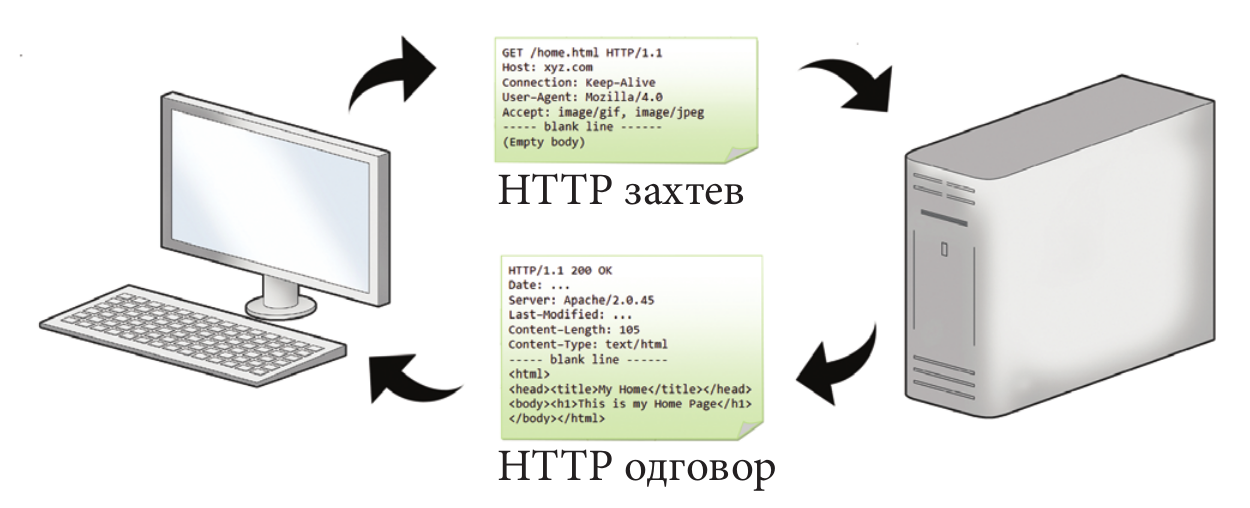 GET /home.html HTTP/1.1
Host: xyz.com
Connection: Keep-Alive
User-Agent: Mozilla/4.0
Accept: image/gif, image/jpeg
----- blank line ------
(Empty body)
HTTP захтев
HTTP/1.1 200 OK
Date: ...
Server: Apache/2.0.45
Last-Modified: ...
Content-Length: 105
Content-Type: text/html
----- blank line ------
<html>
<head><title>My Home</title></head>
<body><h1>This is my Home Page</h1>
</body></html>
HTTP одговор